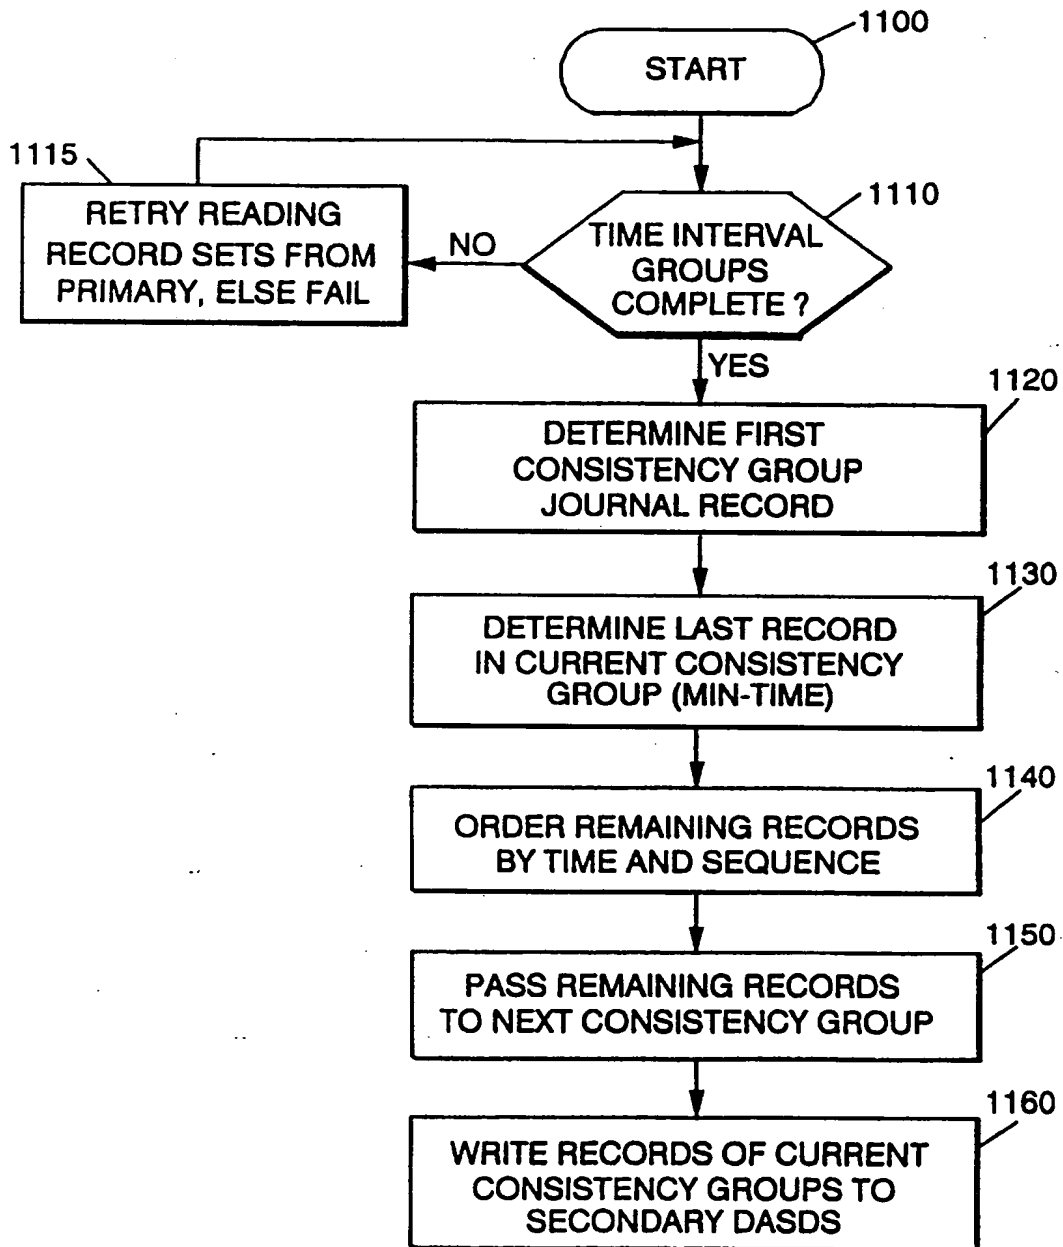 1100
START
1115
RETRY READING
RECORD SETS FROM
PRIMARY, ELSE FAIL
NO
1110
TIME INTERVAL
GROUPS
COMPLETE ?
YES
1120
DETERMINE FIRST
CONSISTENCY GROUP
JOURNAL RECORD
1130
DETERMINE LAST RECORD
IN CURRENT CONSISTENCY
GROUP (MIN-TIME)
1140
ORDER REMAINING RECORDS
BY TIME AND SEQUENCE
1150
PASS REMAINING RECORDS
TO NEXT CONSISTENCY GROUP
1160
WRITE RECORDS OF CURRENT
CONSISTENCY GROUPS TO
SECONDARY DASDS